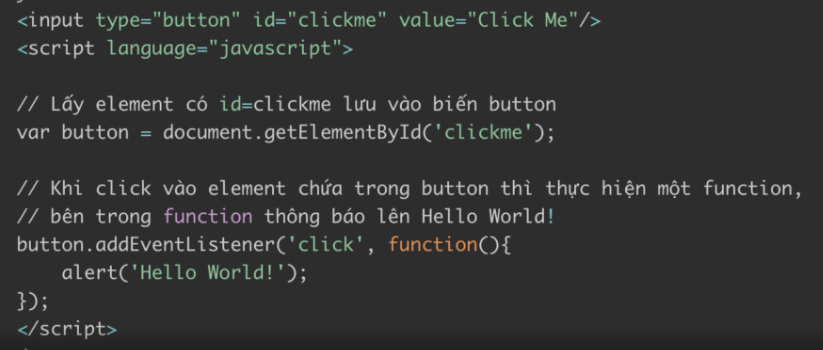 <input type="button" id="clickme" value="Click Me"/>
<script language="javascript">
// Lấy element có id=clickme lưu vào biến button
var button = document.getElementById('clickme');
// Khi click vào element chứa trong button thì thực hiện một function,
// bên trong function thông báo lên Hello World!
button.addEventListener('click', function(){
    alert('Hello World!');
});
</script>